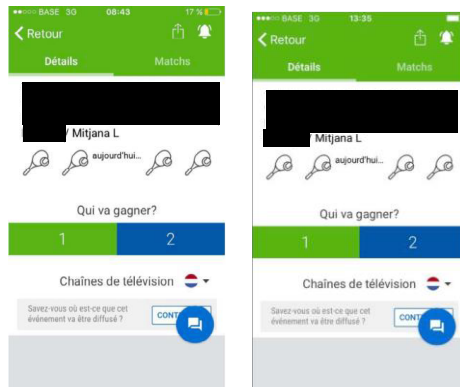 BASE 3G 08:43 17 %
Retour
Détails Matchs
/ Mitjana L
aujourd'hui...
Qui va gagner?
1 2
Chaînes de télévision
Savez-vous où est-ce que cet
événement va être diffusé ?
CONT
BASE 3G 13:35
Retour
Détails Matchs
/ Mitjana L
aujourd'hui...
Qui va gagner?
1 2
Chaînes de télévision
Savez-vous où est-ce que cet
événement va être diffusé ?
CONT